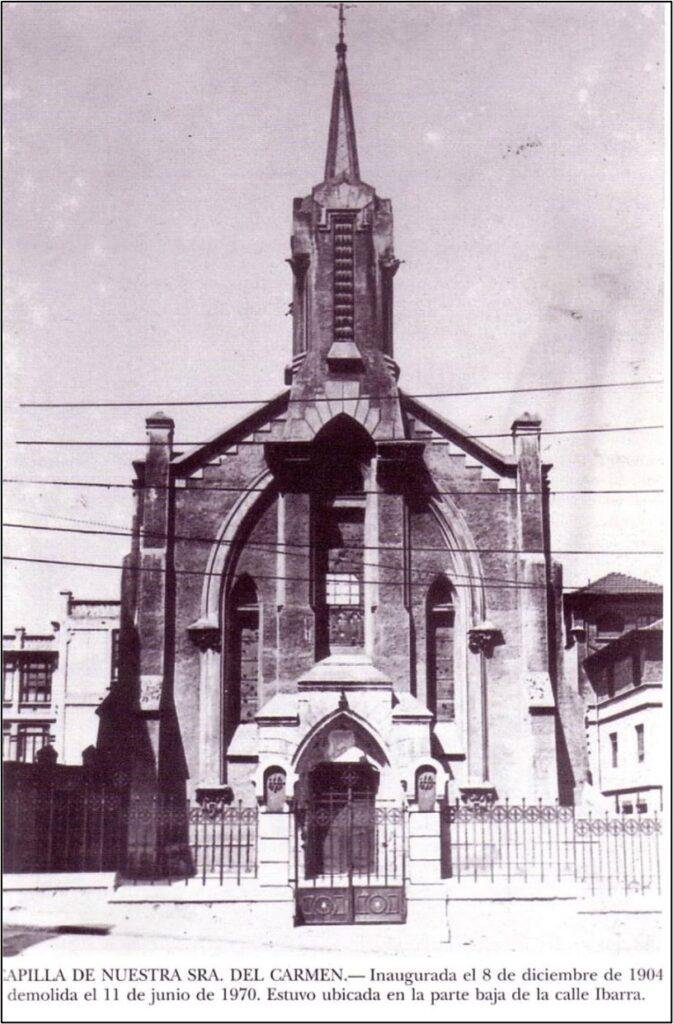 APILLA DE NUESTRA SRA. DEL CARMEN.— Inaugurada el 8 de diciembre de 1904
demolida el 11 de junio de 1970. Estuvo ubicada en la parte baja de la calle Ibarra.